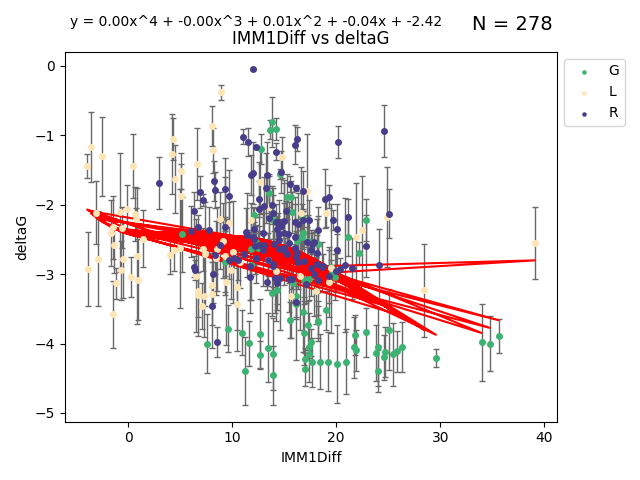 y = 0.00x^4 + -0.00x^3 + 0.01x^2 + -0.04x + -2.42
N = 278
IMM1Diff vs deltaG
G
L
R
deltaG
0
−1
−2
−3
−4
−5
0 10 20 30 40
IMM1Diff